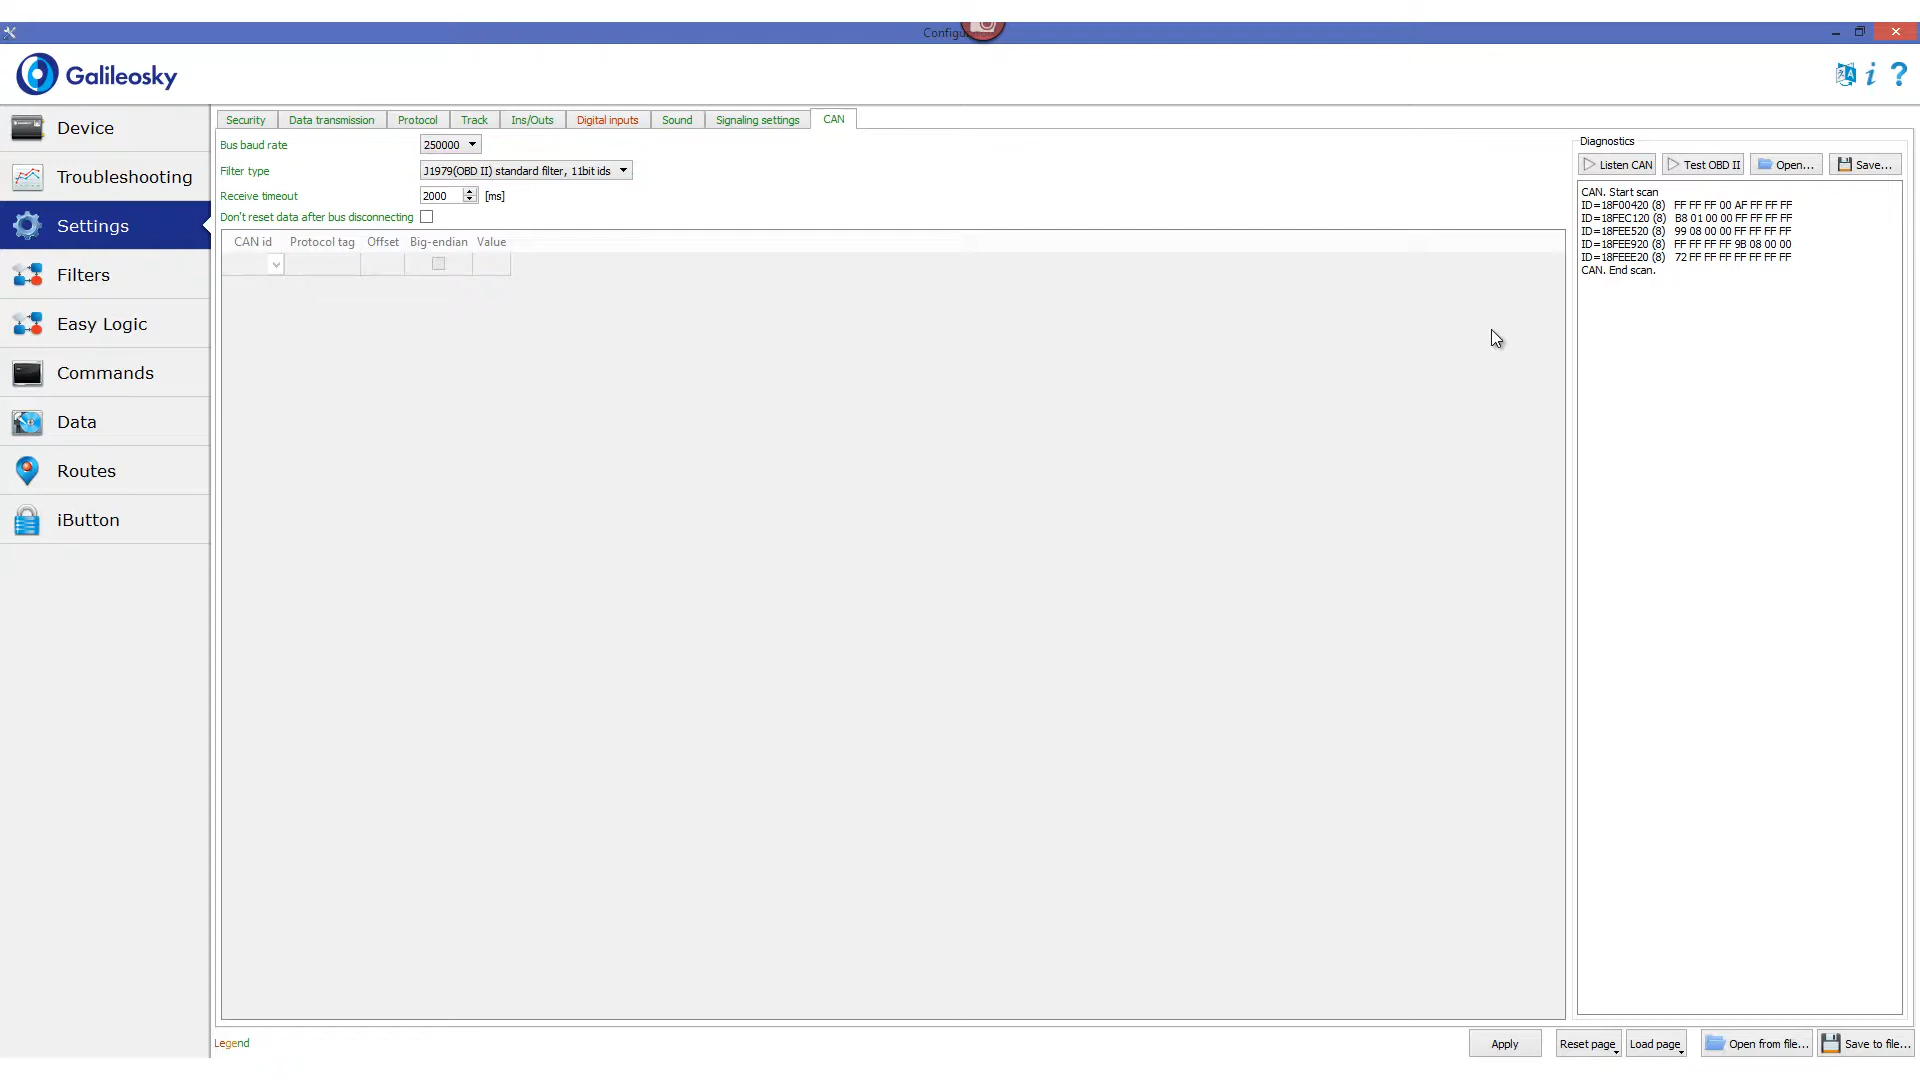 Galileosky
Device
Troubleshooting
Settings
Filters
Easy Logic
Commands
Data
Routes
iButton
Security Data transmission Protocol Track Ins/Outs Digital inputs Sound Signaling settings CAN
Bus baud rate 250000
Filter type J1979(OBD II) standard filter, 11bit ids
Receive timeout 2000 [ms]
Don't reset data after bus disconnecting
CAN id Protocol tag Offset Big-endian Value
Diagnostics
Listen CAN Test OBD II Open... Save...
CAN. Start scan
ID=18F00420 (8) FF FF FF 00 AF FF FF FF
ID=18FEC120 (8) B8 01 00 00 FF FF FF FF
ID=18FEE520 (8) 99 08 00 00 FF FF FF FF
ID=18FEE920 (8) FF FF FF FF 9B 08 00 00
ID=18FEEE20 (8) 72 FF FF FF FF FF FF FF
CAN. End scan.
Legend
Apply Reset page Load page Open from file... Save to file...